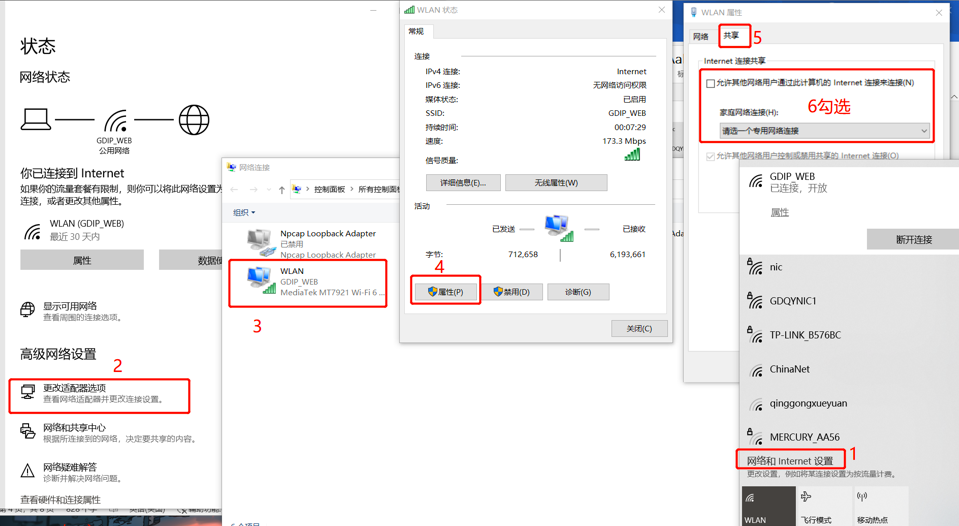 状态
网络状态
GDIP_WEB
公用网络
你已连接到 Internet
如果你的流量套餐有限制，则你可以将此网络设置为
连接，或者更改其他属性。
WLAN (GDIP_WEB)
最近 30 天内
属性
数据使
显示可用网络
查看周围的连接选项。
高级网络设置
2
更改适配器选项
查看网络适配器并更改连接设置。
网络和共享中心
根据所连接到的网络，决定要共享的内容。
网络疑难解答
诊断并解决网络问题。
查看硬件和连接属性
英语(美国)
辅助功能:
网络连接
控制面板
所有控制面板
组织
Npcap Loopback Adapter
已禁用
Npcap Loopback Adapter
WLAN
GDIP_WEB
MediaTek MT7921 Wi-Fi 6 ...
3
WLAN 状态
常规
连接
IPv4 连接: Internet
IPv6 连接: 无网络访问权限
媒体状态: 已启用
SSID: GDIP_WEB
持续时间: 00:07:29
速度: 173.3 Mbps
信号质量:
详细信息(E)...
无线属性(W)
活动
已发送
已接收
字节: 712,658 6,193,661
4
属性(P)
禁用(D)
诊断(G)
关闭(C)
WLAN 属性
网络
共享
5
Internet 连接共享
允许其他网络用户通过此计算机的 Internet 连接来连接(N)
6勾选
家庭网络连接(H):
请选一个专用网络连接
允许其他网络用户控制或禁用共享的 Internet 连接(O)
GDIP_WEB
已连接，开放
属性
断开连接
nic
GDQYNIC1
TP-LINK_B576BC
ChinaNet
qinggongxueyuan
MERCURY_AA56
1
网络和 Internet 设置
更改设置，例如将某连接设置为按流量计费。
WLAN
飞行模式
移动热点